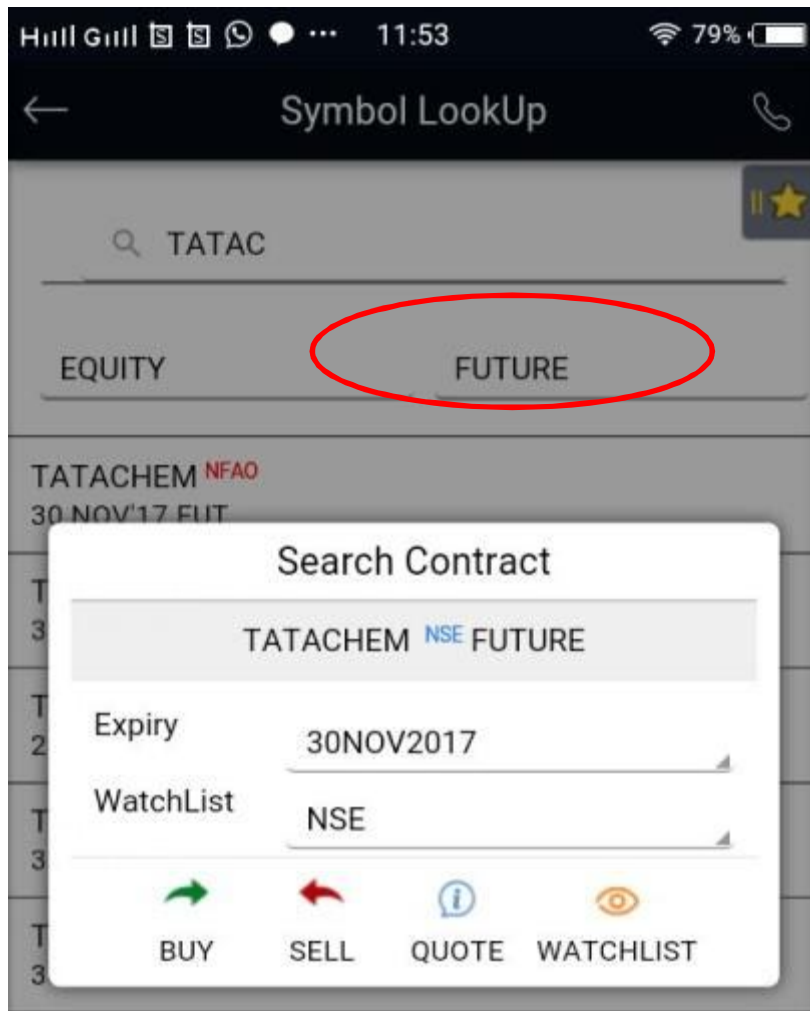 11:53 79%
Symbol LookUp
TATAC
EQUITY FUTURE
TATACHEM NFAO
30 NOV'17 FUT
Search Contract
TATACHEM NSE FUTURE
Expiry 30NOV2017
WatchList NSE
BUY SELL QUOTE WATCHLIST